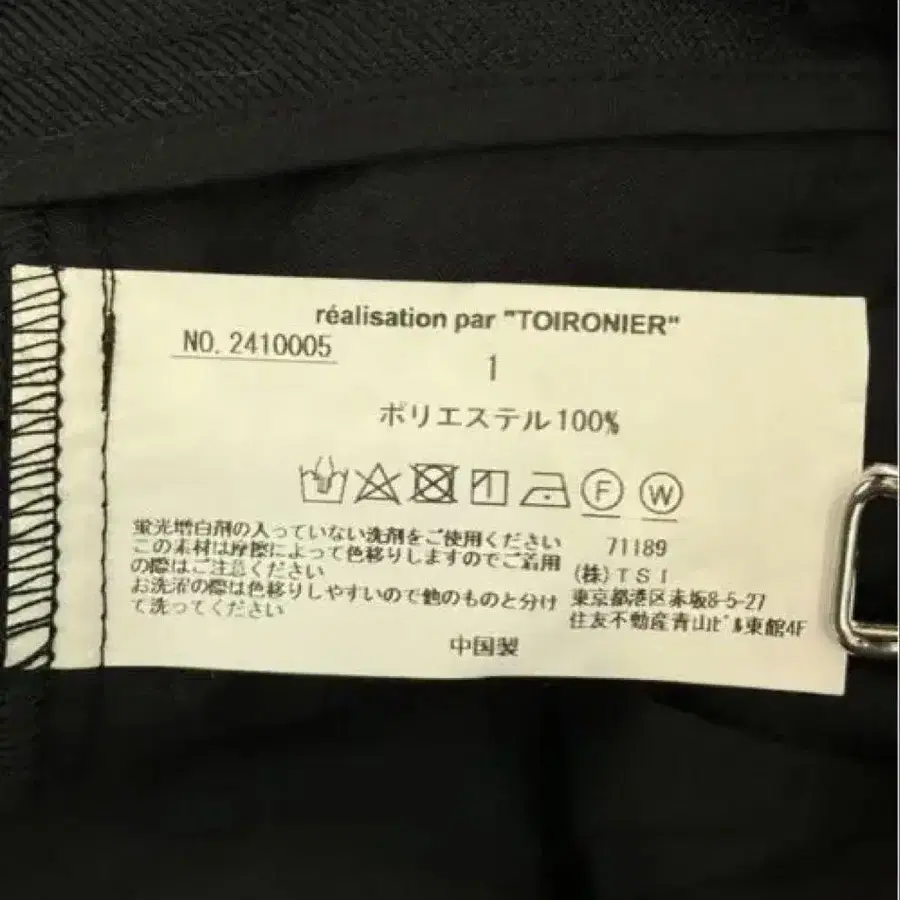 réalisation par "TOIRONIER"
NO. 2410005
1
ポリエステル100%
F W
蛍光増白剤の入っていない洗剤をご使用ください
この素材は摩擦によって色移りしますのでご着用
の際はご注意ください
お洗濯の際は色移りしやすいので他のものと分け
て洗ってください
71189
(株)TSI
東京都港区赤坂8-5-27
住友不動産青山ビル東館4F
中国製